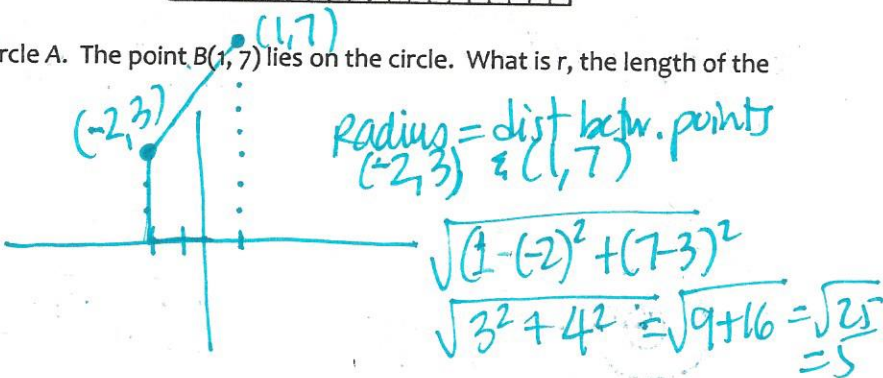 (1,7)
rcle A. The point B(1, 7) lies on the circle. What is r, the length of the
(-2,3)
Radius = dist betw. points
(-2,3) & (1,7)
√(1-(-2)² +(7-3)²
√3² + 4² = √9+16 = √25
= 5